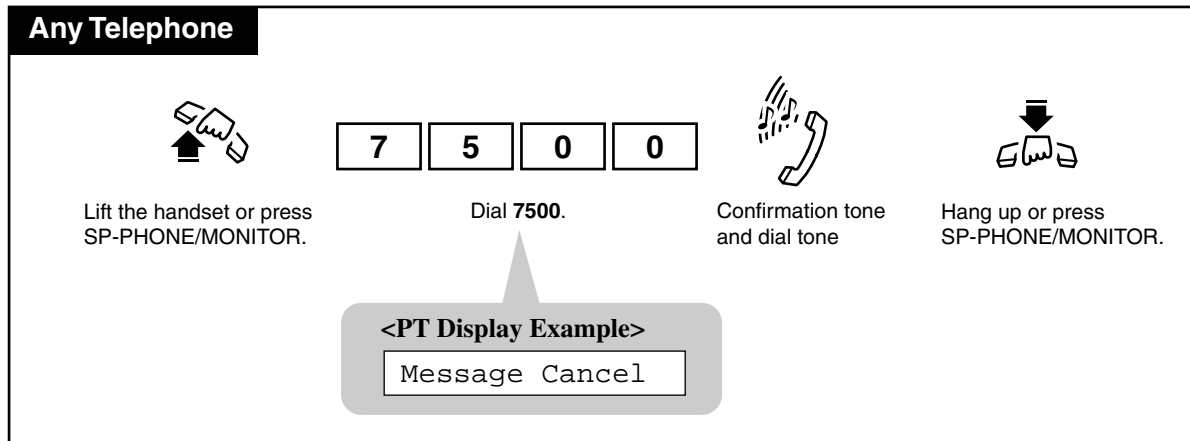 Any Telephone
7 5 0 0
Lift the handset or press
SP-PHONE/MONITOR.
Dial 7500.
Confirmation tone
and dial tone
Hang up or press
SP-PHONE/MONITOR.
<PT Display Example>
Message Cancel